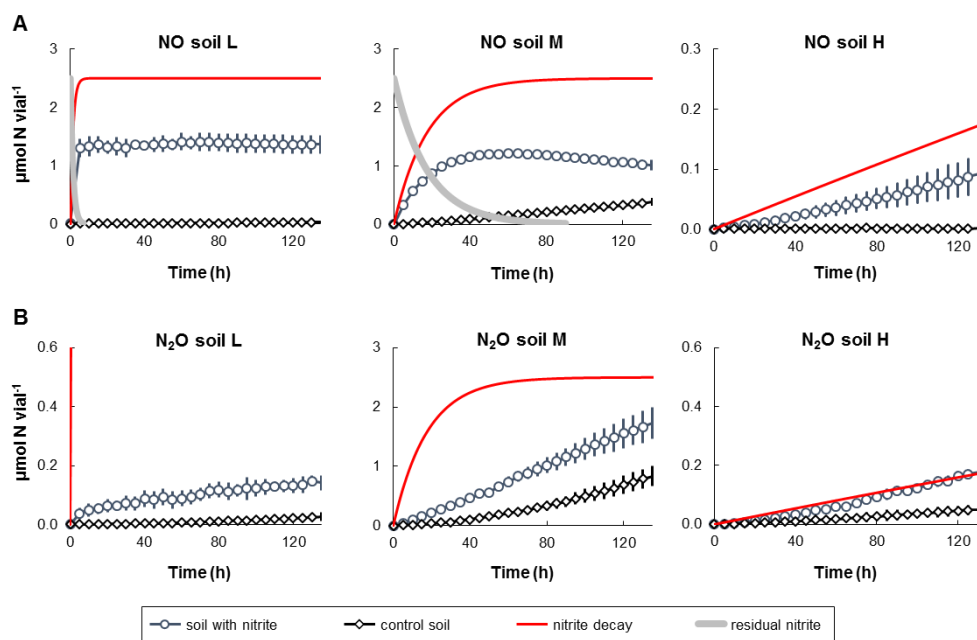 A
NO soil L
NO soil M
NO soil H
µmol N vial⁻¹
3
2
1
0
0
40
80
120
Time (h)
3
2
1
0
0
40
80
120
Time (h)
0.3
0.2
0.1
0.0
0
40
80
120
Time (h)
B
N₂O soil L
N₂O soil M
N₂O soil H
µmol N vial⁻¹
0.6
0.4
0.2
0.0
0
40
80
120
Time (h)
3
2
1
0
0
40
80
120
Time (h)
0.6
0.4
0.2
0.0
0
40
80
120
Time (h)
soil with nitrite control soil nitrite decay residual nitrite